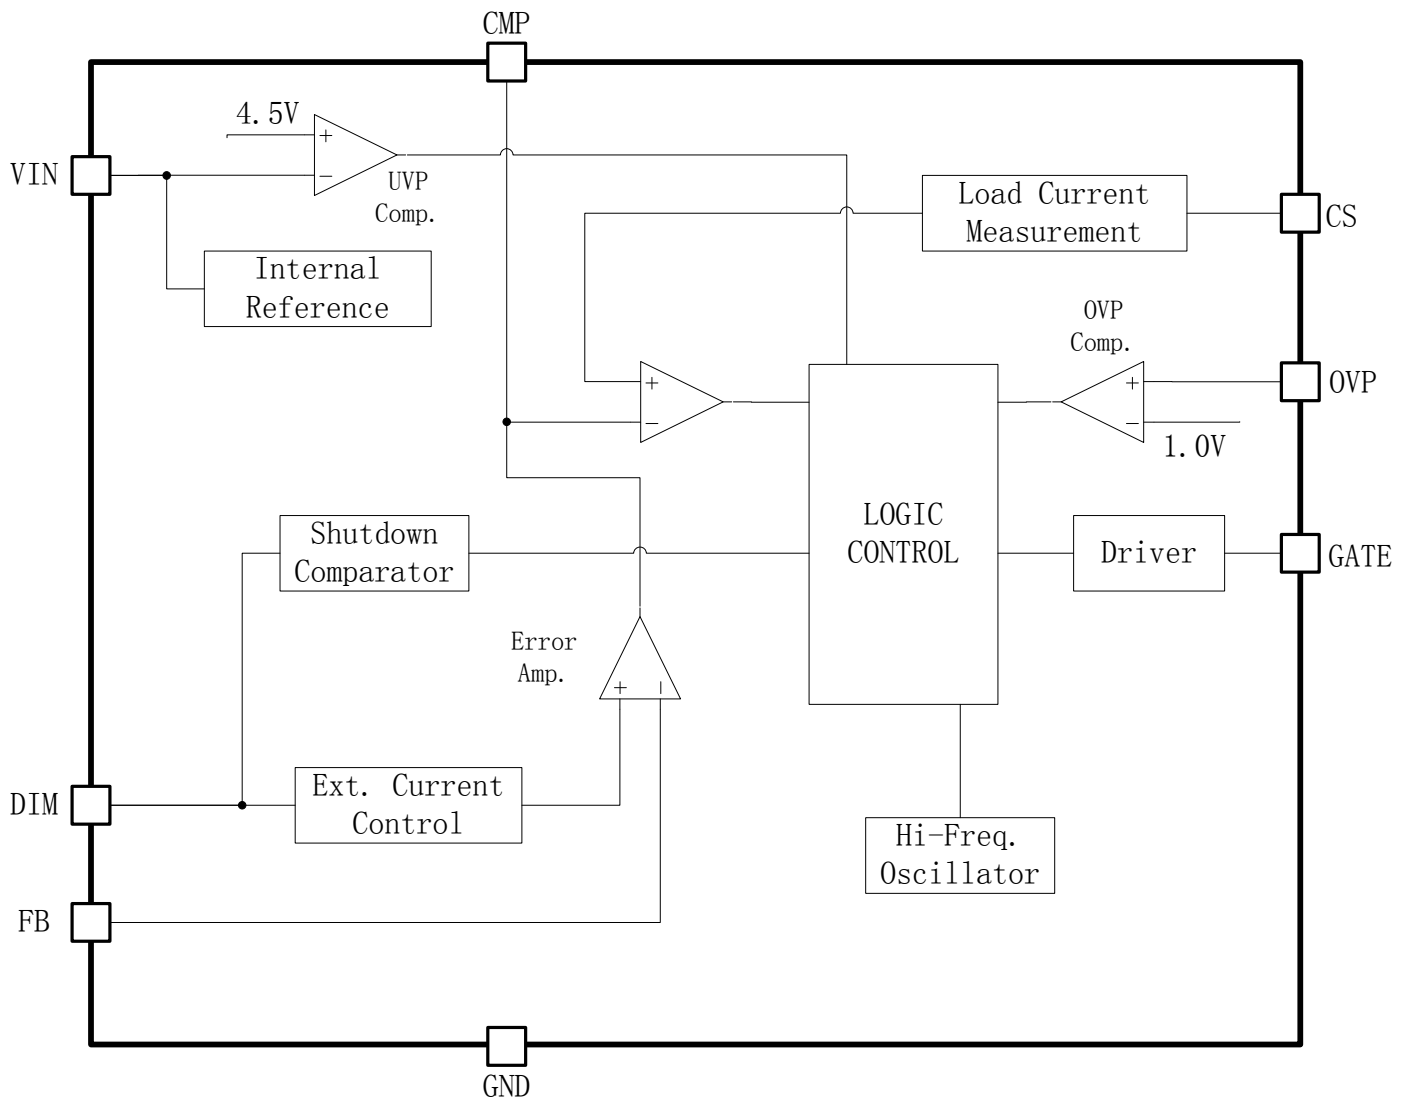 CMP
4.5V
+
−
VIN
UVP
Comp.
Load Current
Measurement
CS
Internal
Reference
OVP
Comp.
+
−
+
−
OVP
1.0V
LOGIC
CONTROL
Shutdown
Comparator
Driver
GATE
Error
Amp.
+
−
DIM
Ext. Current
Control
Hi-Freq.
Oscillator
FB
GND